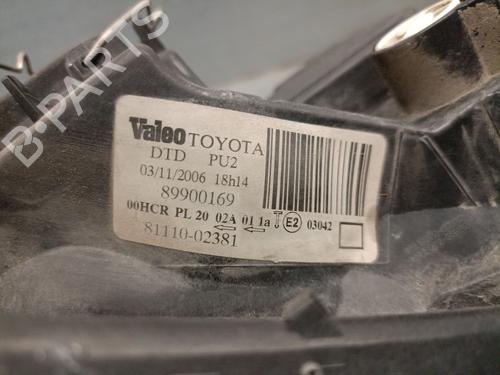 B-PARTS
Valeo TOYOTA
DTD PU2
03/11/2006 18h14
89900169
00HCR PL 20 02A 01 1a E2 03042
81110-02381